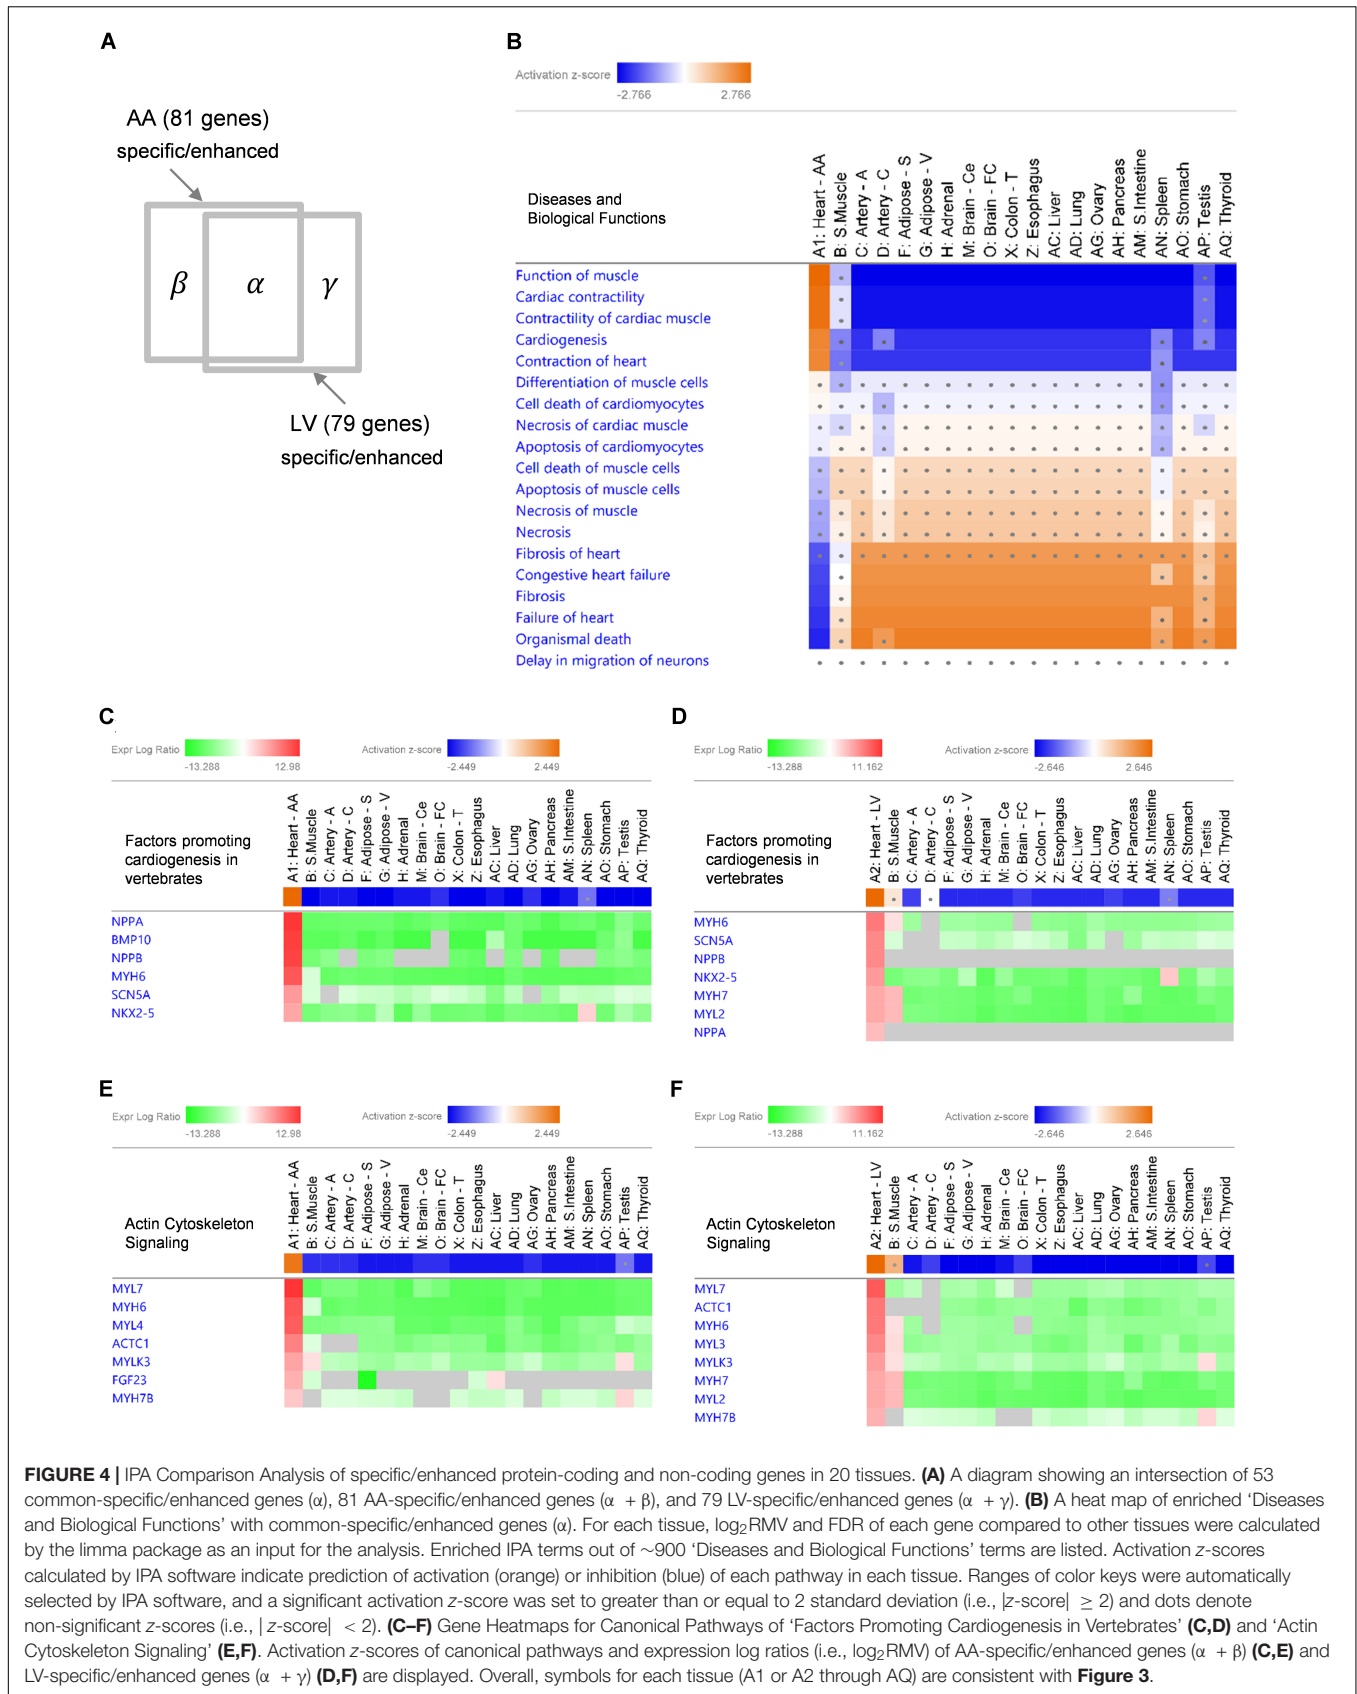 A
AA (81 genes)
specific/enhanced
β
α
γ
LV (79 genes)
specific/enhanced
B
Activation z-score
-2.766
2.766
Diseases and
Biological Functions
A1: Heart - AA
B: S.Muscle
C: Artery - A
D: Artery - C
F: Adipose - S
G: Adipose - V
H: Adrenal
M: Brain - Ce
O: Brain - FC
X: Colon - T
Z: Esophagus
AC: Liver
AD: Lung
AG: Ovary
AH: Pancreas
AM: S.Intestine
AN: Spleen
AO: Stomach
AP: Testis
AQ: Thyroid
Function of muscle
Cardiac contractility
Contractility of cardiac muscle
Cardiogenesis
Contraction of heart
Differentiation of muscle cells
Cell death of cardiomyocytes
Necrosis of cardiac muscle
Apoptosis of cardiomyocytes
Cell death of muscle cells
Apoptosis of muscle cells
Necrosis of muscle
Necrosis
Fibrosis of heart
Congestive heart failure
Fibrosis
Failure of heart
Organismal death
Delay in migration of neurons
C
Expr Log Ratio
-13.288
12.98
Activation z-score
-2.449
2.449
Factors promoting
cardiogenesis in
vertebrates
A1: Heart - AA
B: S.Muscle
C: Artery - A
D: Artery - C
F: Adipose - S
G: Adipose - V
H: Adrenal
M: Brain - Ce
O: Brain - FC
X: Colon - T
Z: Esophagus
AC: Liver
AD: Lung
AG: Ovary
AH: Pancreas
AM: S.Intestine
AN: Spleen
AO: Stomach
AP: Testis
AQ: Thyroid
NPPA
BMP10
NPPB
MYH6
SCN5A
NKX2-5
D
Expr Log Ratio
-13.288
11.162
Activation z-score
-2.646
2.646
Factors promoting
cardiogenesis in
vertebrates
A2: Heart - LV
B: S.Muscle
C: Artery - A
D: Artery - C
F: Adipose - S
G: Adipose - V
H: Adrenal
M: Brain - Ce
O: Brain - FC
X: Colon - T
Z: Esophagus
AC: Liver
AD: Lung
AG: Ovary
AH: Pancreas
AM: S.Intestine
AN: Spleen
AO: Stomach
AP: Testis
AQ: Thyroid
MYH6
SCN5A
NPPB
NKX2-5
MYH7
MYL2
NPPA
E
Expr Log Ratio
-13.288
12.98
Activation z-score
-2.449
2.449
Actin Cytoskeleton
Signaling
A1: Heart - AA
B: S.Muscle
C: Artery - A
D: Artery - C
F: Adipose - S
G: Adipose - V
H: Adrenal
M: Brain - Ce
O: Brain - FC
X: Colon - T
Z: Esophagus
AC: Liver
AD: Lung
AG: Ovary
AH: Pancreas
AM: S.Intestine
AN: Spleen
AO: Stomach
AP: Testis
AQ: Thyroid
MYL7
MYH6
MYL4
ACTC1
MYLK3
FGF23
MYH7B
F
Expr Log Ratio
-13.288
11.162
Activation z-score
-2.646
2.646
Actin Cytoskeleton
Signaling
A2: Heart - LV
B: S.Muscle
C: Artery - A
D: Artery - C
F: Adipose - S
G: Adipose - V
H: Adrenal
M: Brain - Ce
O: Brain - FC
X: Colon - T
Z: Esophagus
AC: Liver
AD: Lung
AG: Ovary
AH: Pancreas
AM: S.Intestine
AN: Spleen
AO: Stomach
AP: Testis
AQ: Thyroid
MYL7
ACTC1
MYH6
MYL3
MYLK3
MYH7
MYL2
MYH7B
FIGURE 4 | IPA Comparison Analysis of specific/enhanced protein-coding and non-coding genes in 20 tissues. (A) A diagram showing an intersection of 53
common-specific/enhanced genes (α), 81 AA-specific/enhanced genes (α + β), and 79 LV-specific/enhanced genes (α + γ). (B) A heat map of enriched 'Diseases
and Biological Functions' with common-specific/enhanced genes (α). For each tissue, log₂RMV and FDR of each gene compared to other tissues were calculated
by the limma package as an input for the analysis. Enriched IPA terms out of ~900 'Diseases and Biological Functions' terms are listed. Activation z-scores
calculated by IPA software indicate prediction of activation (orange) or inhibition (blue) of each pathway in each tissue. Ranges of color keys were automatically
selected by IPA software, and a significant activation z-score was set to greater than or equal to 2 standard deviation (i.e., |z-score| ≥ 2) and dots denote
non-significant z-scores (i.e., | z-score| < 2). (C–F) Gene Heatmaps for Canonical Pathways of 'Factors Promoting Cardiogenesis in Vertebrates' (C,D) and 'Actin
Cytoskeleton Signaling' (E,F). Activation z-scores of canonical pathways and expression log ratios (i.e., log₂RMV) of AA-specific/enhanced genes (α + β) (C,E) and
LV-specific/enhanced genes (α + γ) (D,F) are displayed. Overall, symbols for each tissue (A1 or A2 through AQ) are consistent with Figure 3.